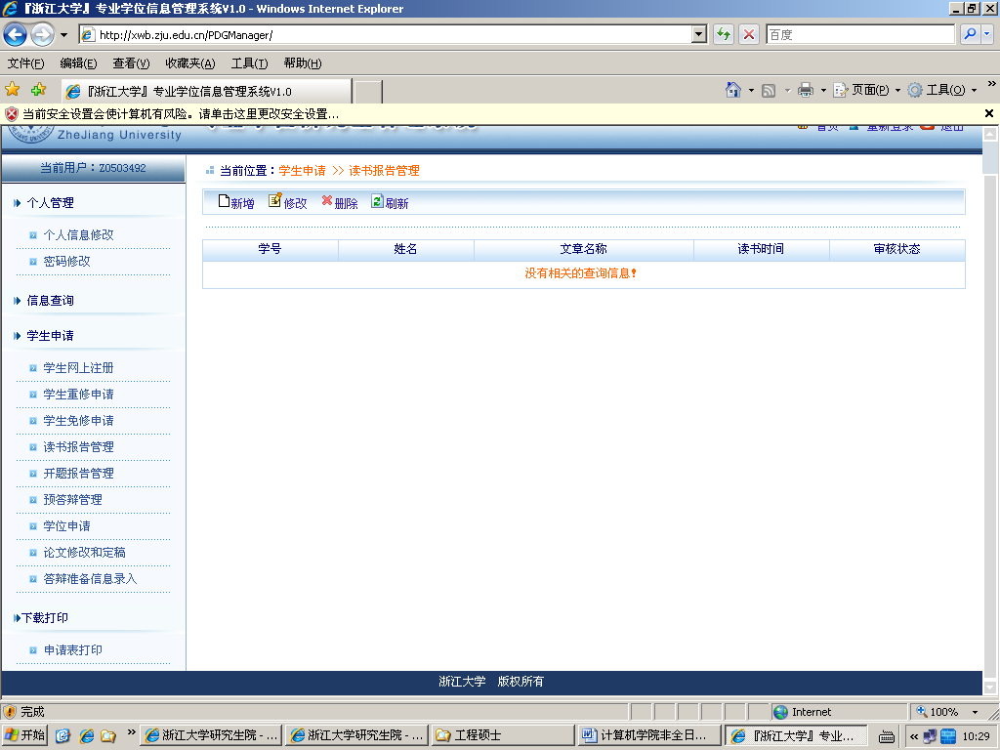 『浙江大学』专业学位信息管理系统V1.0 - Windows Internet Explorer
http://xwb.zju.edu.cn/PDGManager/
百度
文件(F) 编辑(E) 查看(V) 收藏夹(A) 工具(T) 帮助(H)
『浙江大学』专业学位信息管理系统V1.0
页面(P) 工具(O)
当前安全设置会使计算机有风险。请单击这里更改安全设置...
ZheJiang University
首页 重新登录 退出
当前用户：Z0503492
当前位置：学生申请 >> 读书报告管理
个人管理
新增 修改 删除 刷新
个人信息修改
密码修改
学号 姓名 文章名称 读书时间 审核状态
没有相关的查询信息！
信息查询
学生申请
学生网上注册
学生重修申请
学生免修申请
读书报告管理
开题报告管理
预答辩管理
学位申请
论文修改和定稿
答辩准备信息录入
下载打印
申请表打印
浙江大学 版权所有
完成
Internet
100%
开始
浙江大学研究生院 - ...
浙江大学研究生院 - ...
工程硕士
计算机学院非全日...
『浙江大学』专业...
10:29